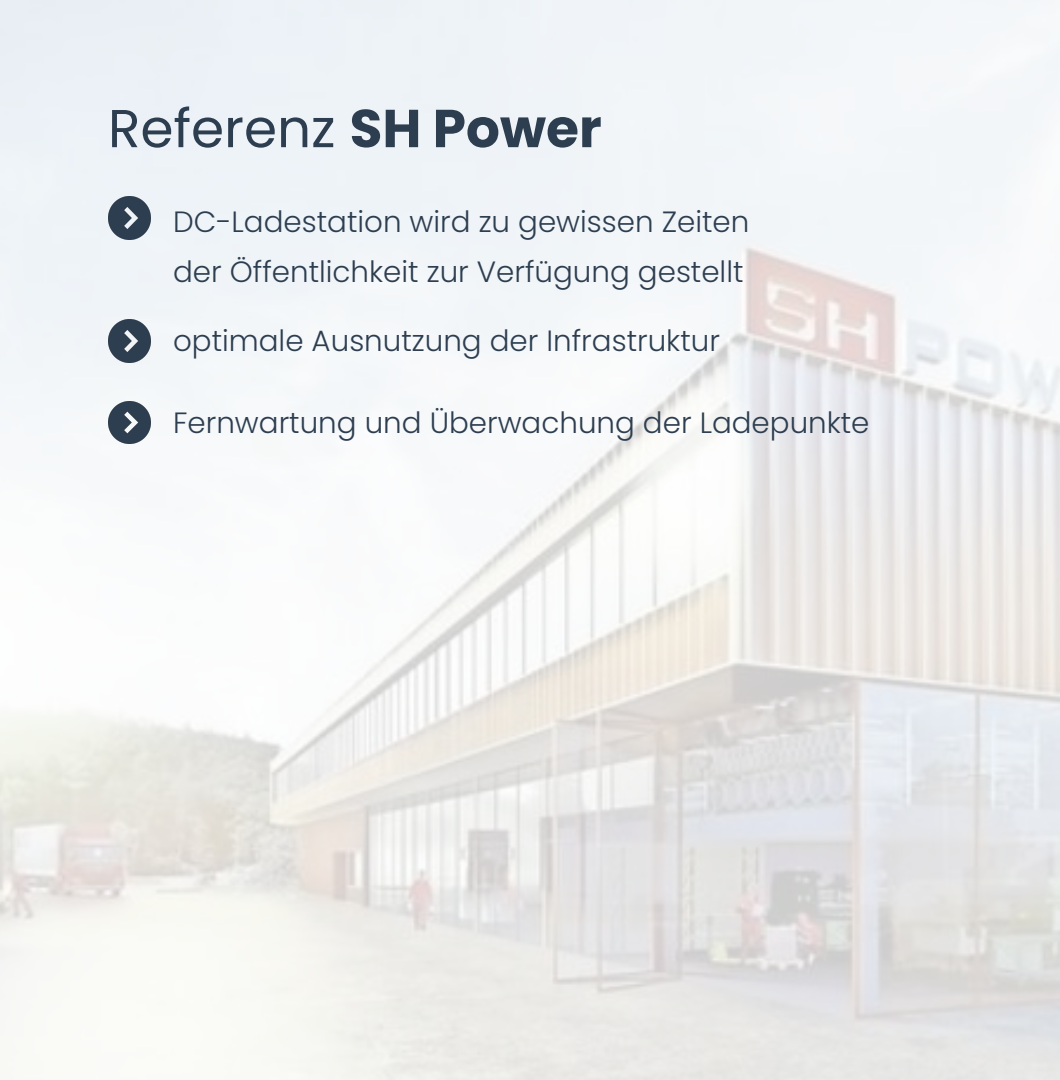 Referenz SH Power
DC-Ladestation wird zu gewissen Zeiten
der Öffentlichkeit zur Verfügung gestellt
optimale Ausnutzung der Infrastruktur
Fernwartung und Überwachung der Ladepunkte
SH POW